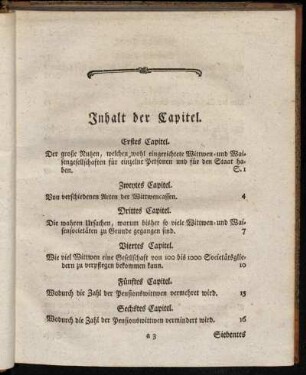 Inhalt der Capitel.
Erstes Capitel.
Der große Nutzen, welchen wohl eingerichtete Wittwen- und Wai-
sengesellschaften für einzelne Personen und für den Staat ha-
ben. S. 1
Zweytes Capitel.
Von verschiedenen Arten der Wittwencassen. 4
Drittes Capitel.
Die wahren Ursachen, warum bisher so viele Wittwen- und Wai-
sensocietäten zu Grunde gegangen sind. 7
Viertes Capitel.
Wie viel Wittwen eine Gesellschaft von 100 bis 1000 Societätsglie-
dern zu verpflegen bekommen kann. 10
Fünftes Capitel.
Wodurch die Zahl der Pensionswittwen vermehret wird. 15
Sechstes Capitel.
Wodurch die Zahl der Pensionswittwen vermindert wird. 16
a 3 Siebentes